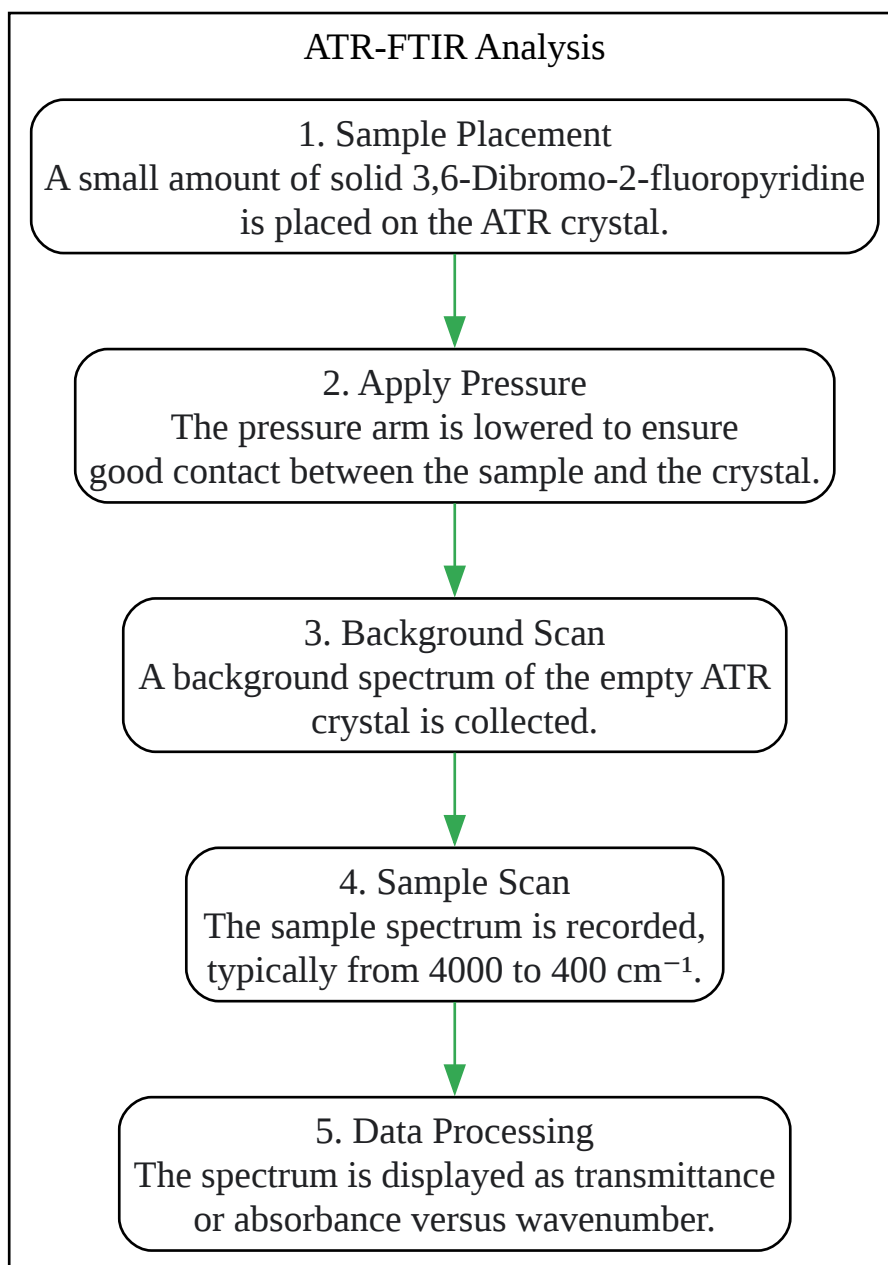 ATR-FTIR Analysis
1. Sample Placement
A small amount of solid 3,6-Dibromo-2-fluoropyridine
is placed on the ATR crystal.
2. Apply Pressure
The pressure arm is lowered to ensure
good contact between the sample and the crystal.
3. Background Scan
A background spectrum of the empty ATR
crystal is collected.
4. Sample Scan
The sample spectrum is recorded,
typically from 4000 to 400 cm⁻¹.
5. Data Processing
The spectrum is displayed as transmittance
or absorbance versus wavenumber.